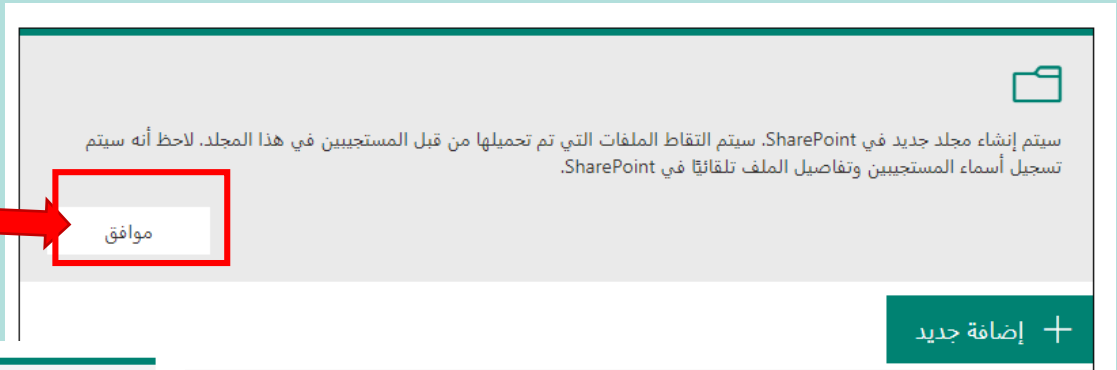 سيتم إنشاء مجلد جديد في SharePoint. سيتم التقاط الملفات التي تم تحميلها من قبل المستجيبين في هذا المجلد. لاحظ أنه سيتم
تسجيل أسماء المستجيبين وتفاصيل الملف تلقائيًا في SharePoint.
موافق
إضافة جديد